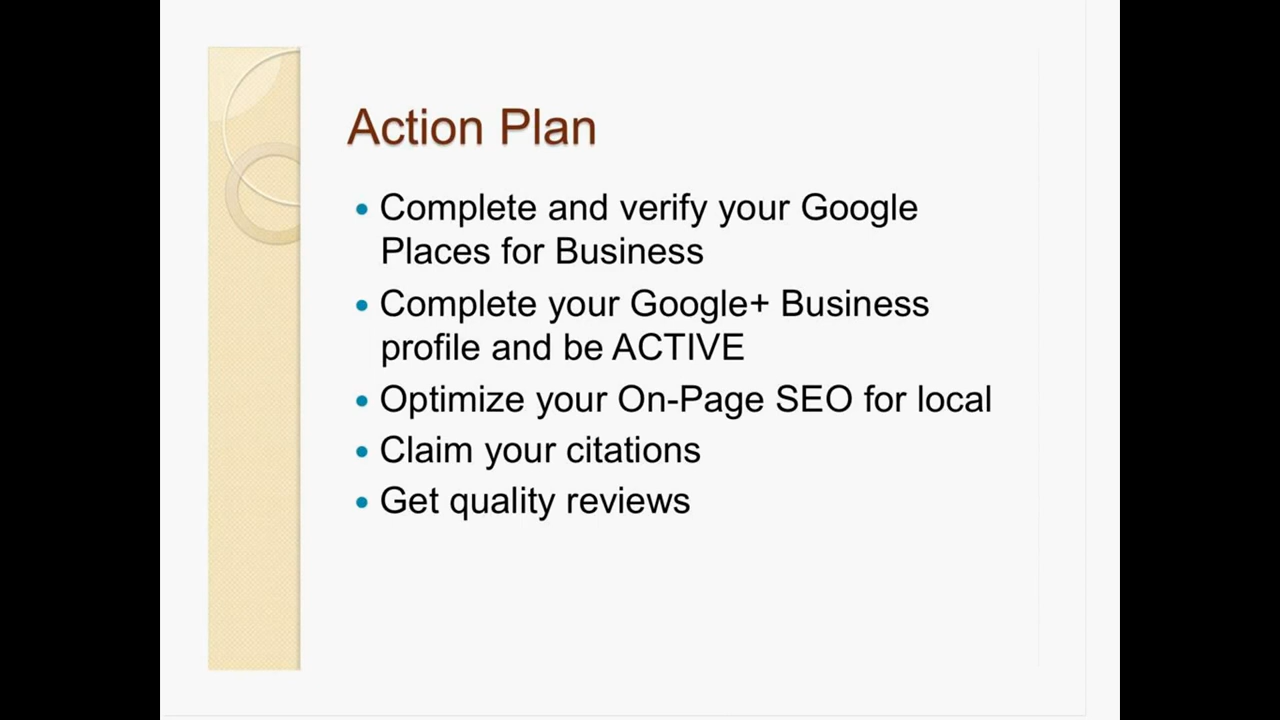 Action Plan
• Complete and verify your Google
Places for Business
• Complete your Google+ Business
profile and be ACTIVE
• Optimize your On-Page SEO for local
• Claim your citations
• Get quality reviews